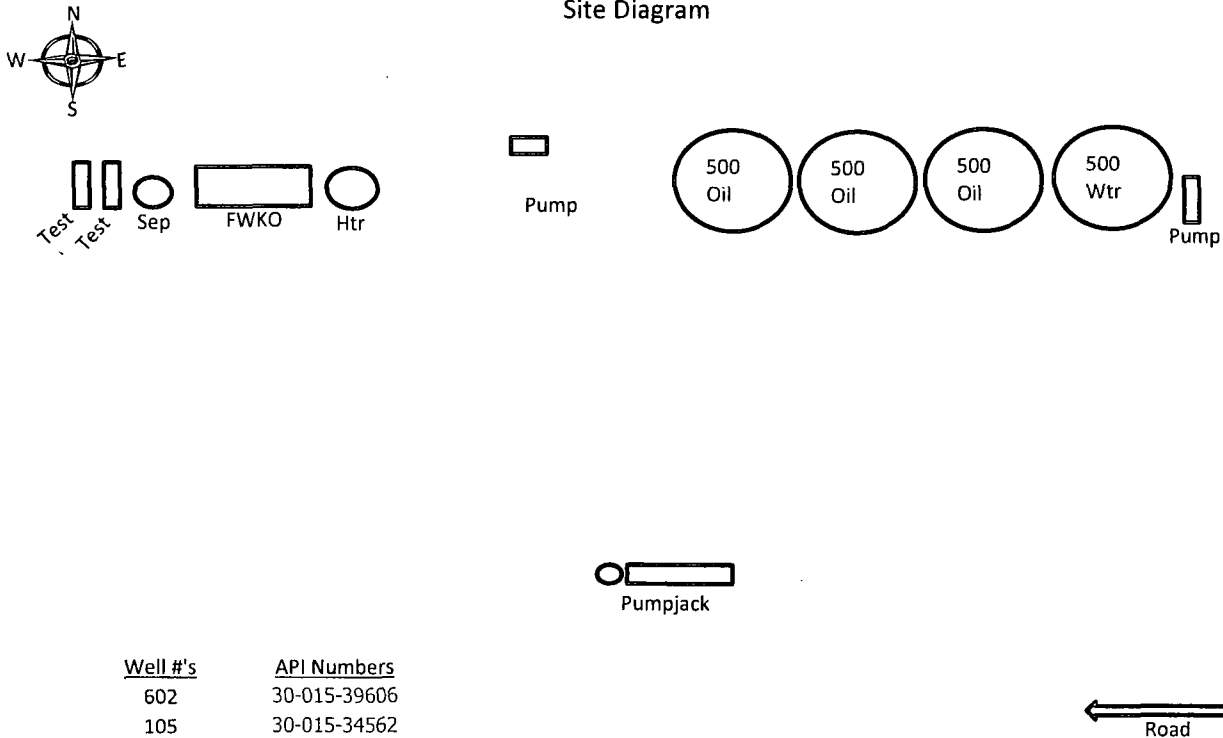 Site Diagram
N
W E
S
Test
Test
Sep
FWKO
Htr
Pump
500
Oil
500
Oil
500
Oil
500
Wtr
Pump
Pumpjack
Well #'s API Numbers
602 30-015-39606
105 30-015-34562
Road